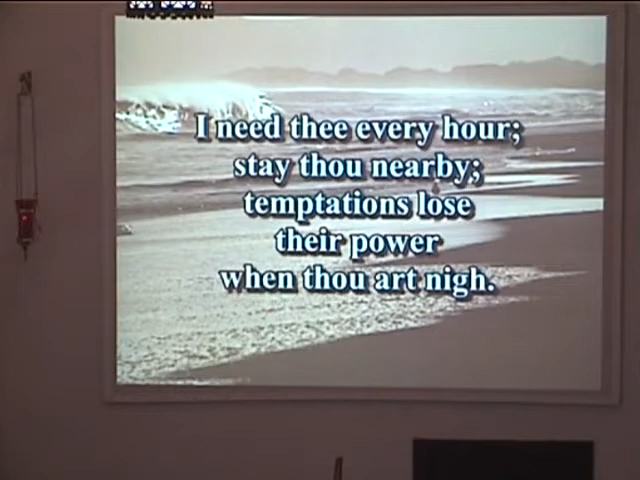 I need thee every hour;
stay thou nearby;
temptations lose
their power
when thou art nigh.